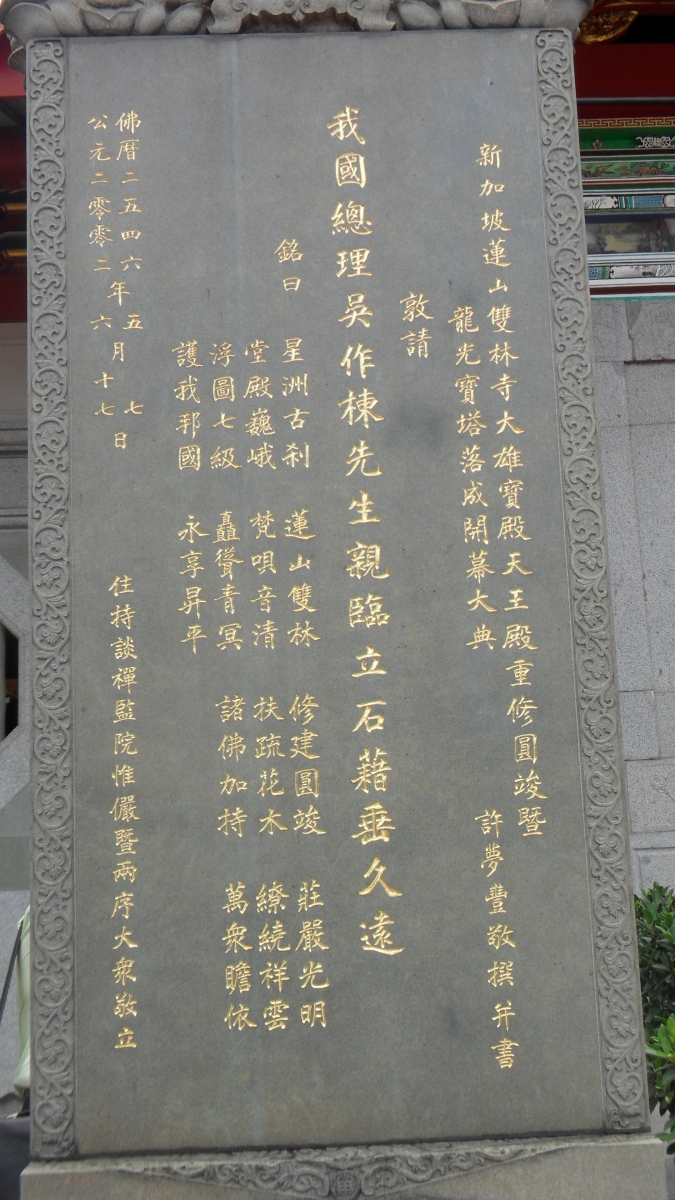 新加坡蓮山雙林寺大雄寶殿天王殿重修圓竣暨
龍光寶塔落成開幕大典 許夢豐敬撰并書
敦請
我國總理吳作棟先生親臨立石藉垂久遠
銘曰 星洲古刹 蓮山雙林 修建圓竣 莊嚴光明
堂殿巍峨 梵唄音清 扶疏花木 繚繞祥雲
浮圖七級 矗聳青冥 諸佛加持 萬衆瞻依
護我邦國 永享昇平
佛曆二五四六年五月七日
公元二零零二年六月十七日
住持談禪監院惟儼暨兩序大衆敬立